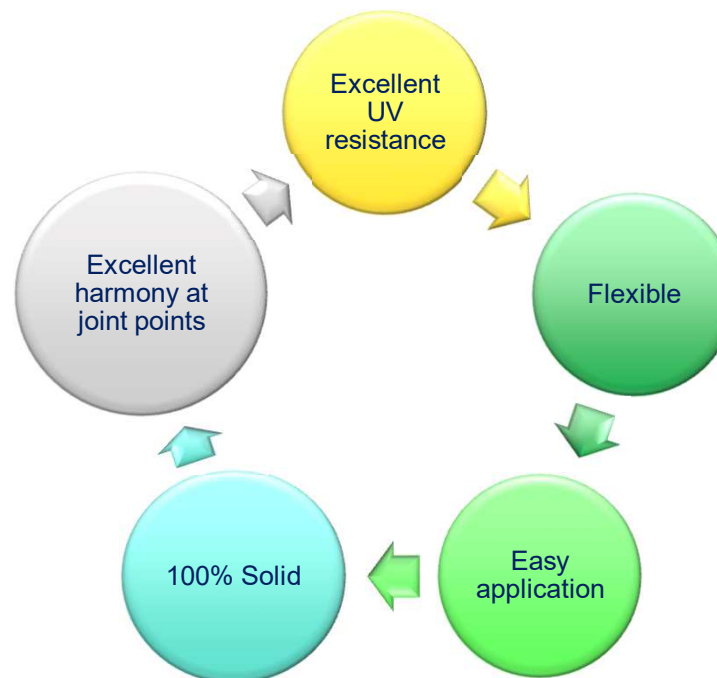 Excellent
UV
resistance
Flexible
Easy
application
100% Solid
Excellent
harmony at
joint points